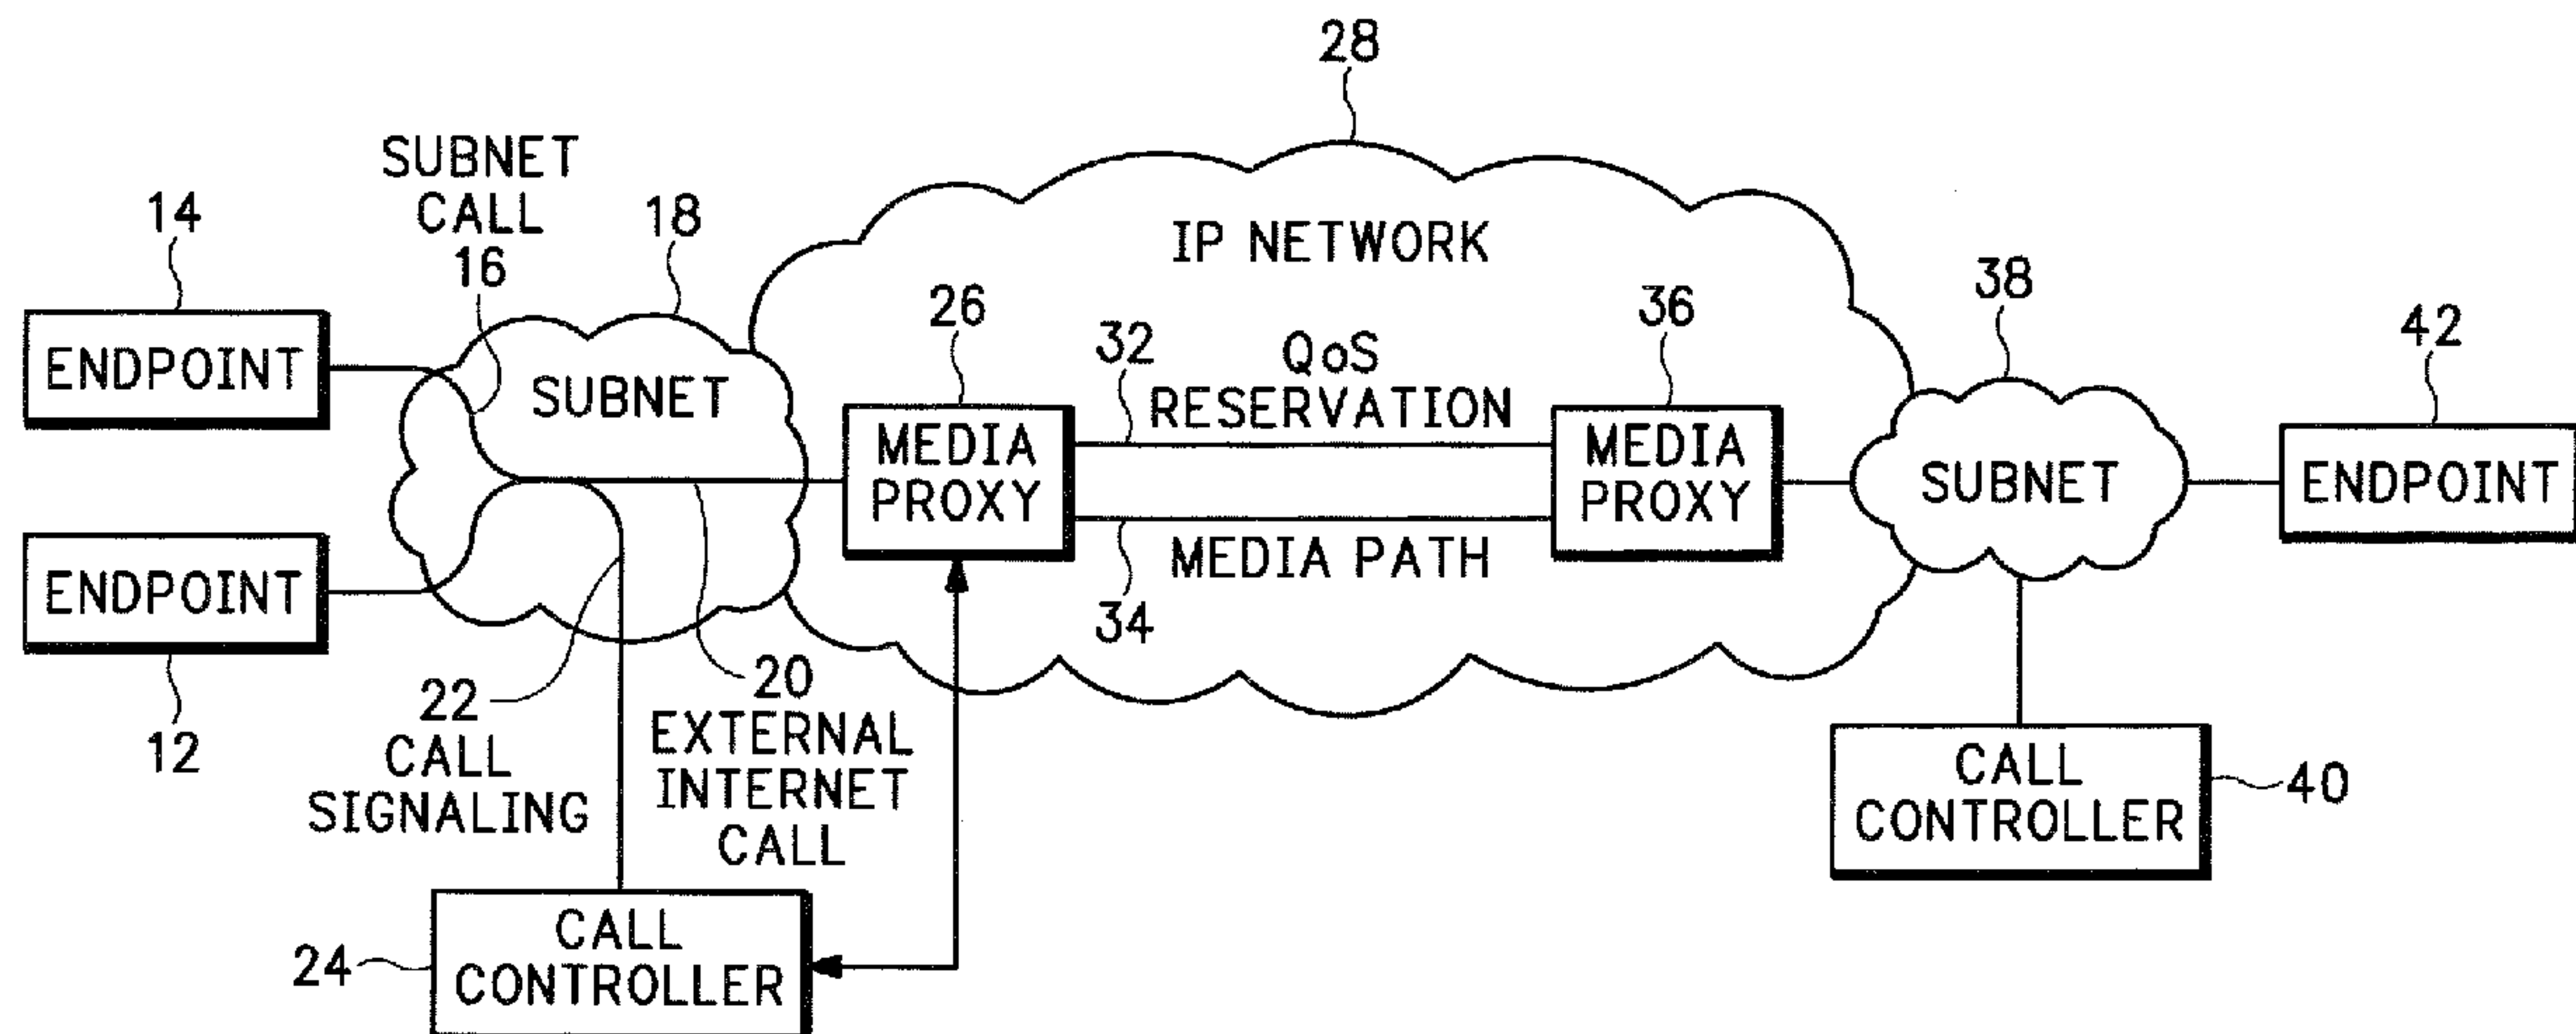 28
SUBNET
CALL
16
14
18
IP NETWORK
26
32
QoS
RESERVATION
36
38
42
ENDPOINT
SUBNET
MEDIA
PROXY
MEDIA
PROXY
SUBNET
ENDPOINT
ENDPOINT
MEDIA PATH
34
12
22
CALL
SIGNALING
20
EXTERNAL
INTERNET
CALL
CALL
CONTROLLER
40
24
CALL
CONTROLLER